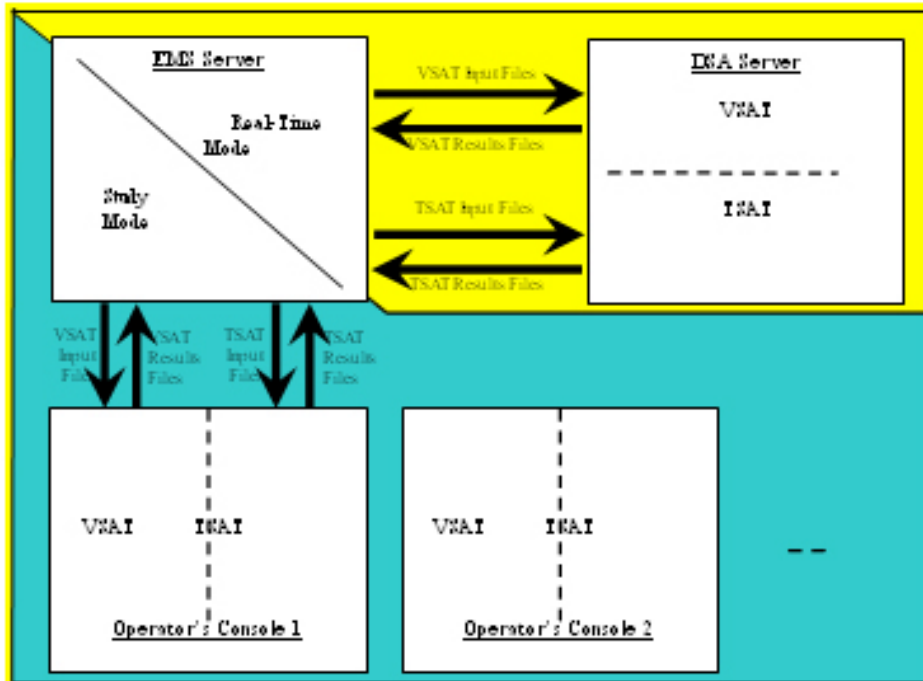 EMS Server
Real-Time
Mode
Study
Mode
VSAT Input Files
VSAT Results Files
TSAT Input Files
TSAT Results Files
DSA Server
VSAT
TSAT
VSAT
Input
Files
VSAT
Results
Files
TSAT
Input
Files
TSAT
Results
Files
VSAT
TSAT
Operator's Console 1
VSAT
TSAT
Operator's Console 2